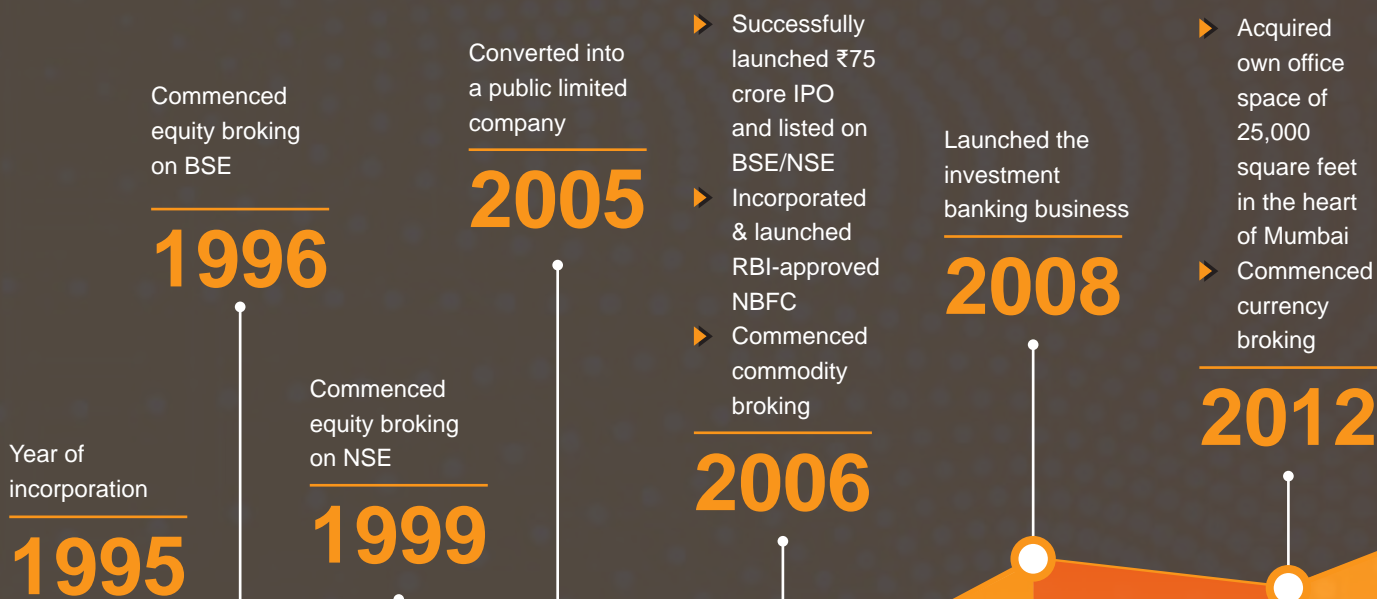 Year of
incorporation
1995
Commenced
equity broking
on BSE
1996
Commenced
equity broking
on NSE
1999
Converted into
a public limited
company
2005
Successfully
launched ₹75
crore IPO
and listed on
BSE/NSE
Incorporated
& launched
RBI-approved
NBFC
Commenced
commodity
broking
2006
Launched the
investment
banking business
2008
Acquired
own office
space of
25,000
square feet
in the heart
of Mumbai
Commenced
currency
broking
2012